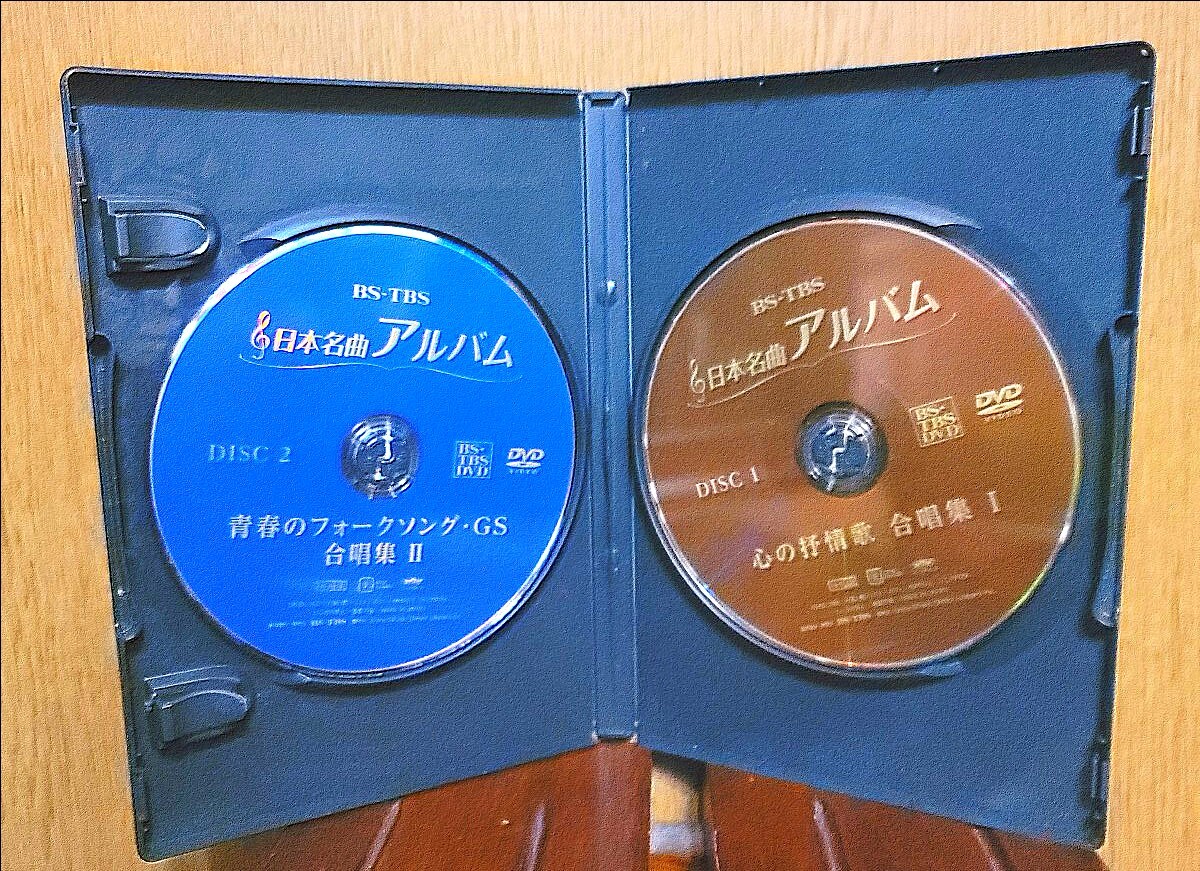 BS-TBS
日本名曲アルバム
DISC 2
BS-
TBS
DVD
DVD
VIDEO
青春のフォークソング・GS
合唱集 II
BS-TBS
日本名曲アルバム
BS-
TBS
DVD
DVD
VIDEO
DISC 1
心の抒情歌 合唱集 I